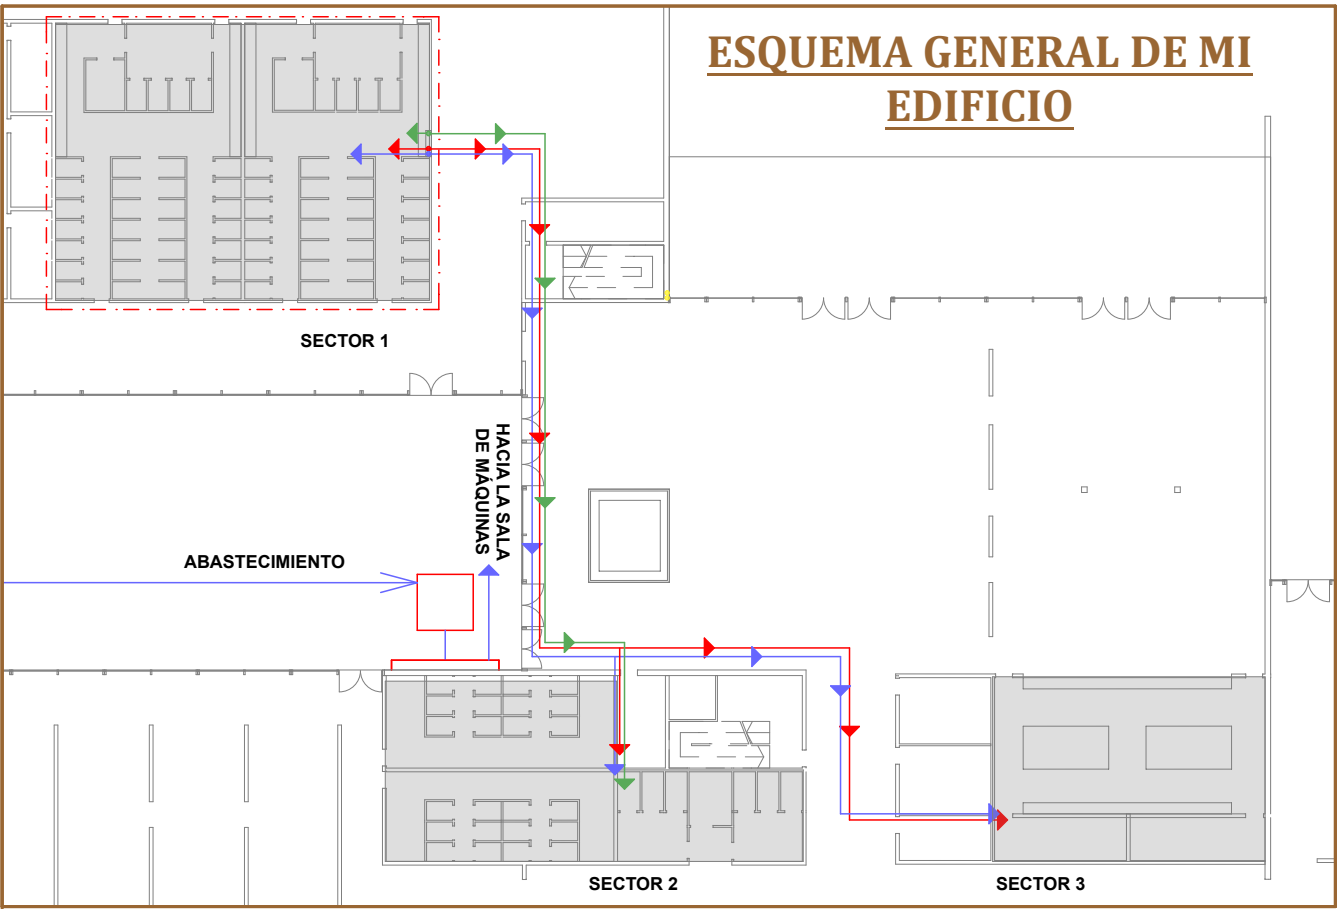 ESQUEMA GENERAL DE MI
EDIFICIO
SECTOR 1
HACIA LA SALA
DE MÁQUINAS
ABASTECIMIENTO
SECTOR 2
SECTOR 3